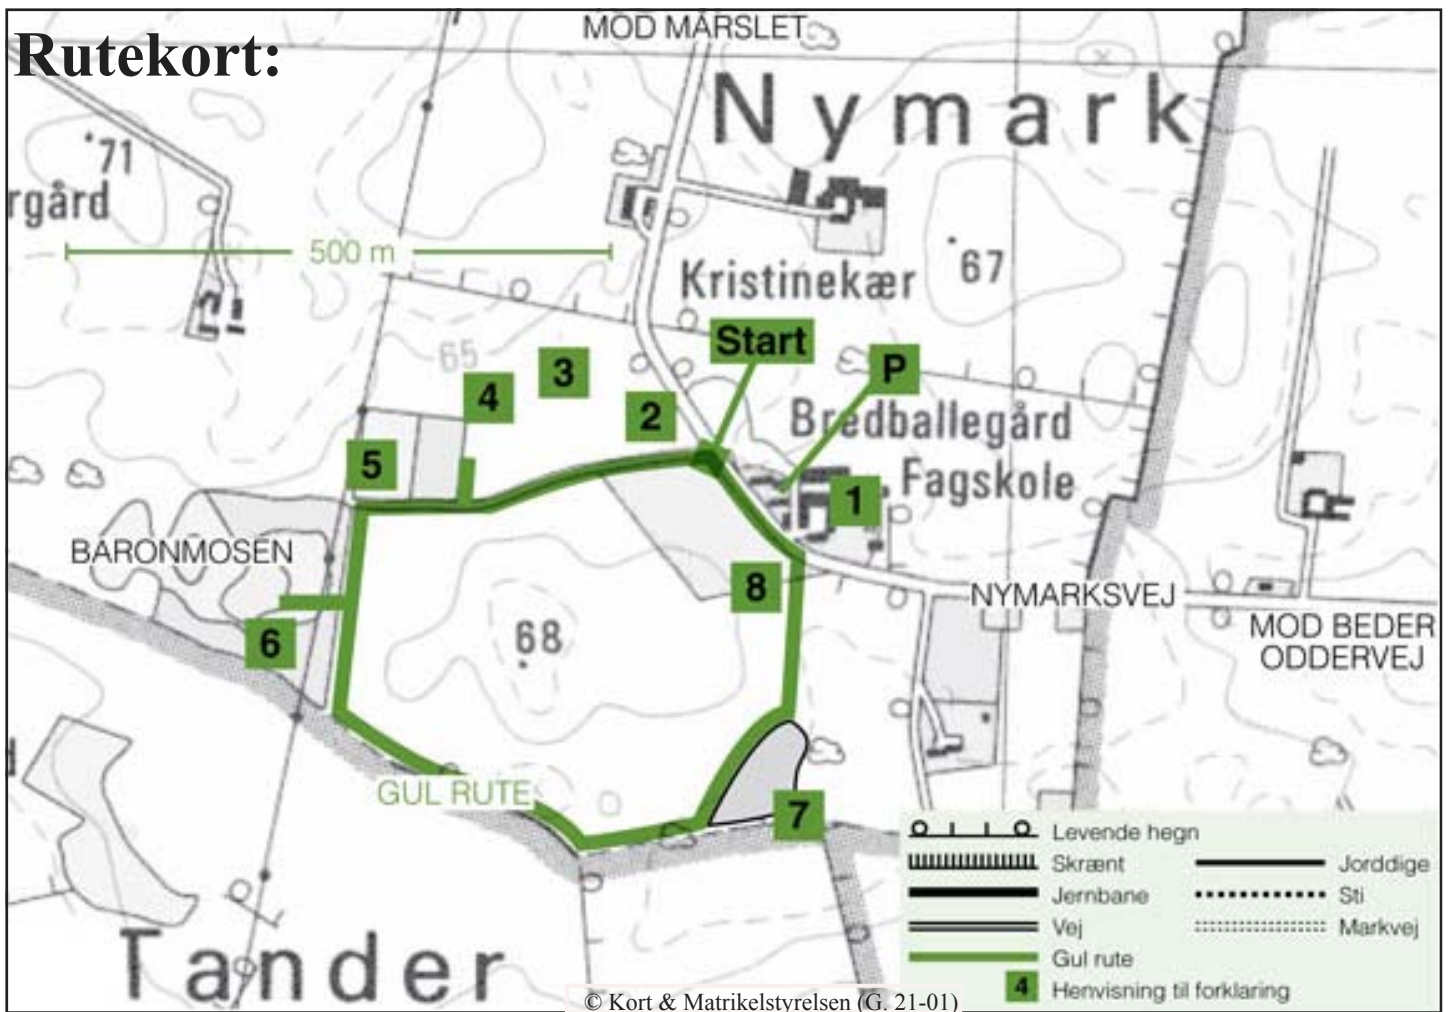 Rutekort:
MOD MARSLET
Nymark
71
rgård
500 m
Kristinekær
67
65
Start
P
3
4
2
Bredballegård
Fagskole
5
1
BARONMOSEN
8
NYMARKSVEJ
MOD BEDER
ODDERVEJ
6
68
GUL RUTE
7
Tander
Levende hegn
Skrænt
Jorddige
Jernbane
Sti
Vej
Markvej
Gul rute
4 Henvisning til forklaring
© Kort & Matrikelstyrelsen (G. 21-01)